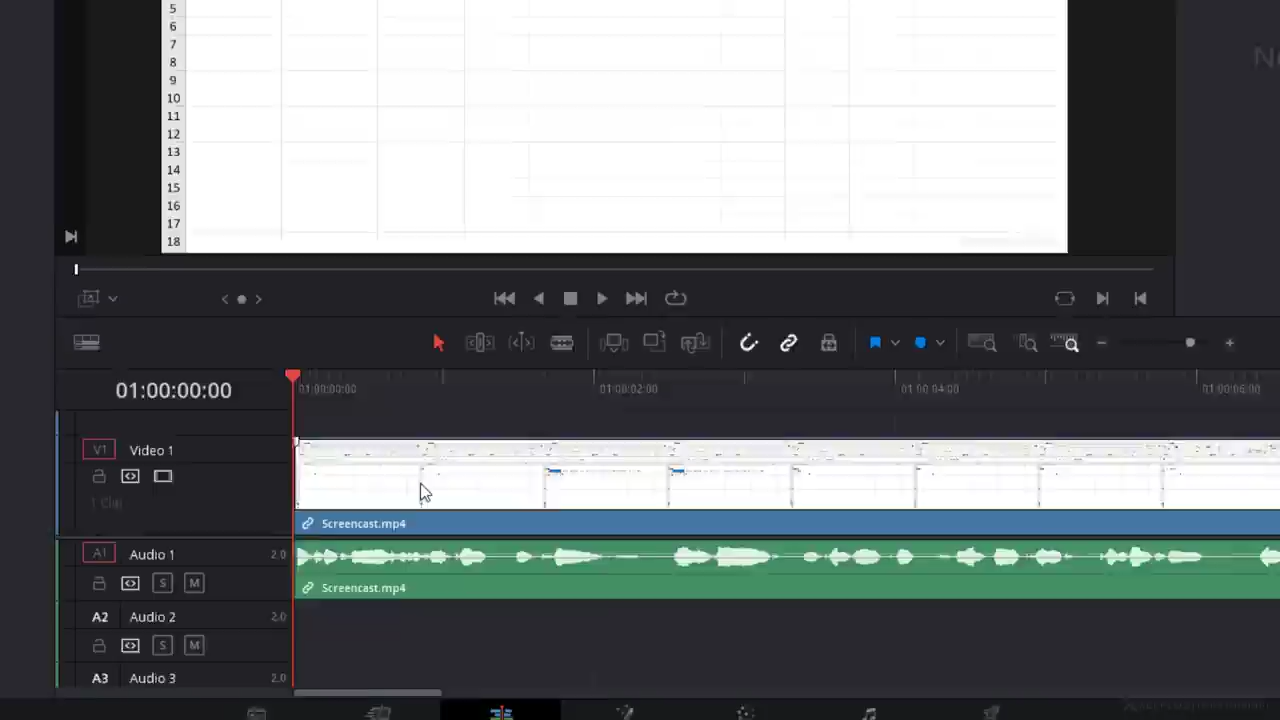 5
6
7
8
9
10
11
12
13
14
15
16
17
18
01:00:00:00
01:00:00:00 01:00:02:00 01:00:04:00 01:00:06:00
V1 Video 1
1 Clip
Screencast.mp4
A1 Audio 1 2.0
S M
Screencast.mp4
A2 Audio 2 2.0
S M
A3 Audio 3 2.0